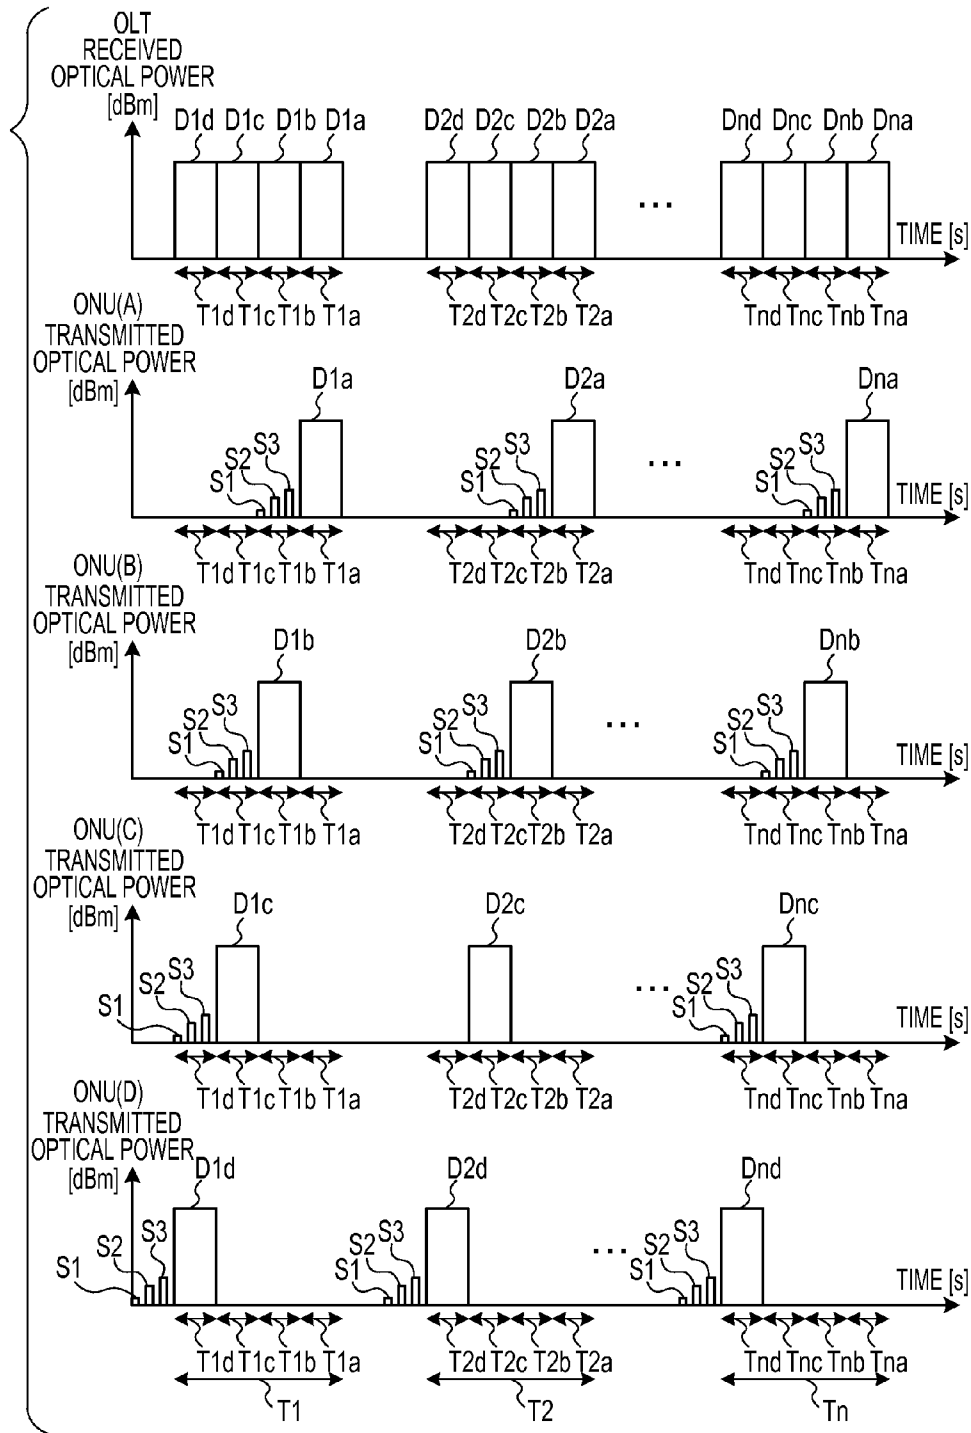 OLT
RECEIVED
OPTICAL POWER
[dBm]
D1d D1c D1b D1a D2d D2c D2b D2a Dnd Dnc Dnb Dna
...
TIME [s]
T1d T1c T1b T1a T2d T2c T2b T2a Tnd Tnc Tnb Tna
ONU(A)
TRANSMITTED
OPTICAL POWER
[dBm]
D1a D2a Dna
S3 S3 S3
S2 S2 ... S2
S1 S1 S1
TIME [s]
T1d T1c T1b T1a T2d T2c T2b T2a Tnd Tnc Tnb Tna
ONU(B)
TRANSMITTED
OPTICAL POWER
[dBm]
D1b D2b Dnb
S3 S3 S3
S2 S2 ... S2
S1 S1 S1
TIME [s]
T1d T1c T1b T1a T2d T2c T2b T2a Tnd Tnc Tnb Tna
ONU(C)
TRANSMITTED
OPTICAL POWER
[dBm]
D1c D2c Dnc
S3 S3
S2 ... S2
S1 S1
TIME [s]
T1d T1c T1b T1a T2d T2c T2b T2a Tnd Tnc Tnb Tna
ONU(D)
TRANSMITTED
OPTICAL POWER
[dBm]
D1d D2d Dnd
S3 S3 S3
S2 S2 ... S2
S1 S1 S1
TIME [s]
T1d T1c T1b T1a T2d T2c T2b T2a Tnd Tnc Tnb Tna
T1 T2 Tn